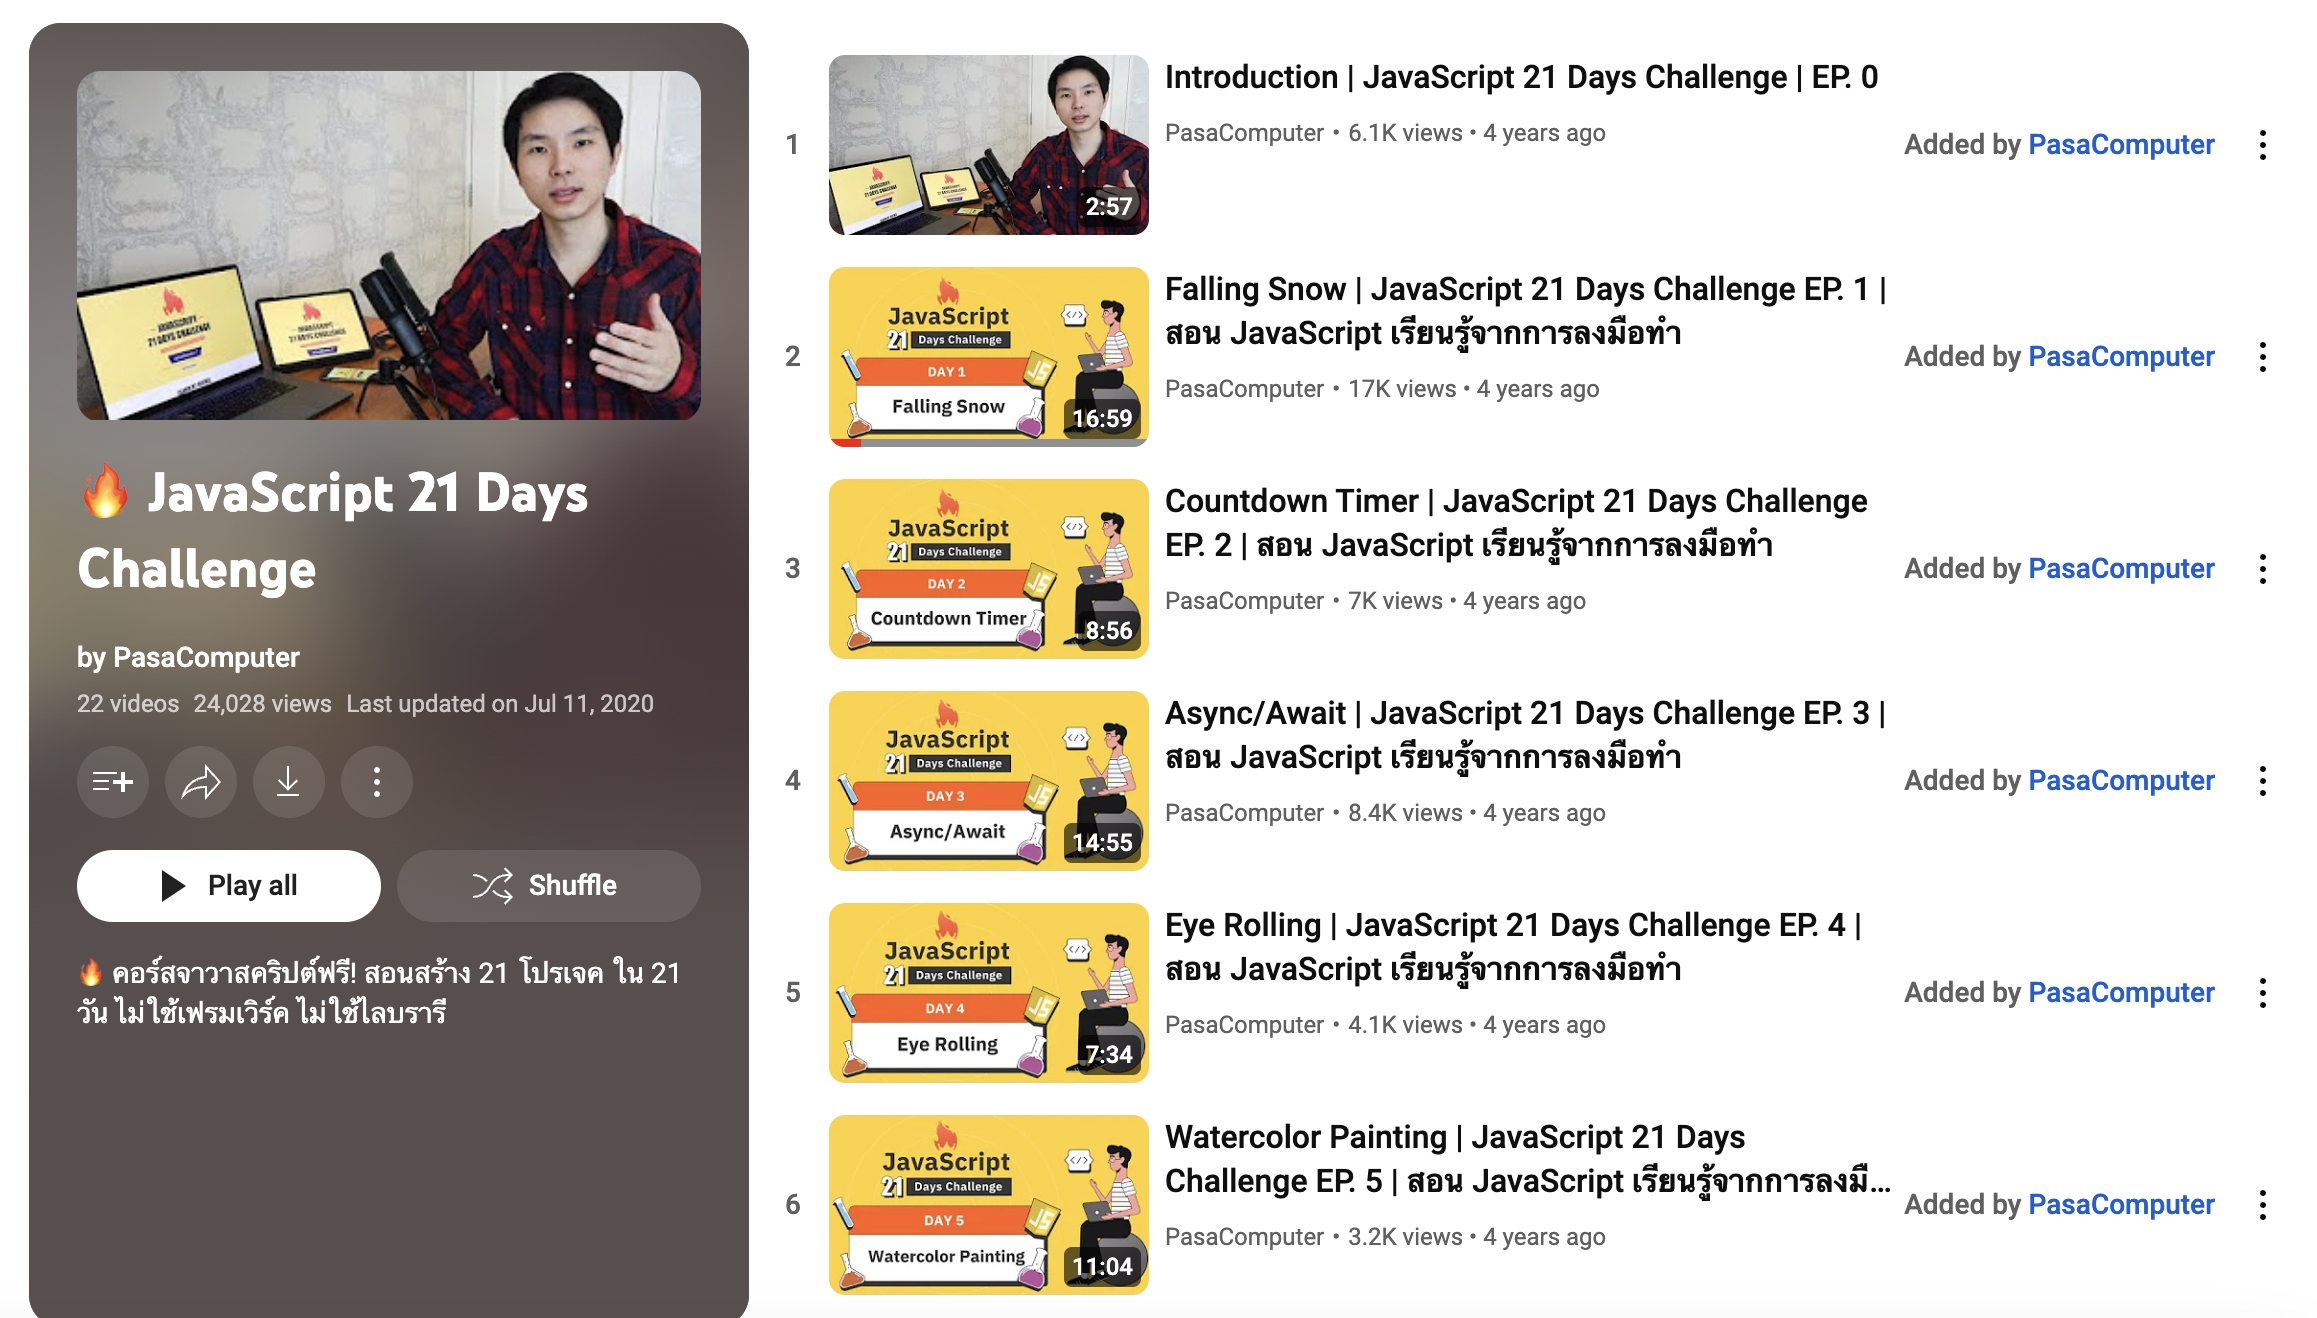 🔥 JavaScript 21 Days
Challenge
by PasaComputer
22 videos 24,028 views Last updated on Jul 11, 2020
Play all
Shuffle
🔥 คอร์สจาวาสคริปต์ฟรี! สอนสร้าง 21 โปรเจค ใน 21
วัน ไม่ใช้เฟรมเวิร์ค ไม่ใช้ไลบรารี
1
2:57
Introduction | JavaScript 21 Days Challenge | EP. 0
PasaComputer • 6.1K views • 4 years ago
Added by PasaComputer
2
JavaScript
21 Days Challenge
DAY 1
JS
Falling Snow
16:59
Falling Snow | JavaScript 21 Days Challenge EP. 1 |
สอน JavaScript เรียนรู้จากการลงมือทำ
PasaComputer • 17K views • 4 years ago
Added by PasaComputer
3
JavaScript
21 Days Challenge
DAY 2
JS
Countdown Timer
8:56
Countdown Timer | JavaScript 21 Days Challenge
EP. 2 | สอน JavaScript เรียนรู้จากการลงมือทำ
PasaComputer • 7K views • 4 years ago
Added by PasaComputer
4
JavaScript
21 Days Challenge
DAY 3
JS
Async/Await
14:55
Async/Await | JavaScript 21 Days Challenge EP. 3 |
สอน JavaScript เรียนรู้จากการลงมือทำ
PasaComputer • 8.4K views • 4 years ago
Added by PasaComputer
5
JavaScript
21 Days Challenge
DAY 4
JS
Eye Rolling
7:34
Eye Rolling | JavaScript 21 Days Challenge EP. 4 |
สอน JavaScript เรียนรู้จากการลงมือทำ
PasaComputer • 4.1K views • 4 years ago
Added by PasaComputer
6
JavaScript
21 Days Challenge
DAY 5
JS
Watercolor Painting
11:04
Watercolor Painting | JavaScript 21 Days
Challenge EP. 5 | สอน JavaScript เรียนรู้จากการลงมื...
PasaComputer • 3.2K views • 4 years ago
Added by PasaComputer